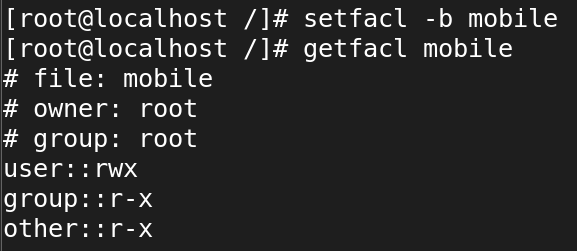 [root@localhost /]# setfacl -b mobile
[root@localhost /]# getfacl mobile
# file: mobile
# owner: root
# group: root
user::rwx
group::r-x
other::r-x